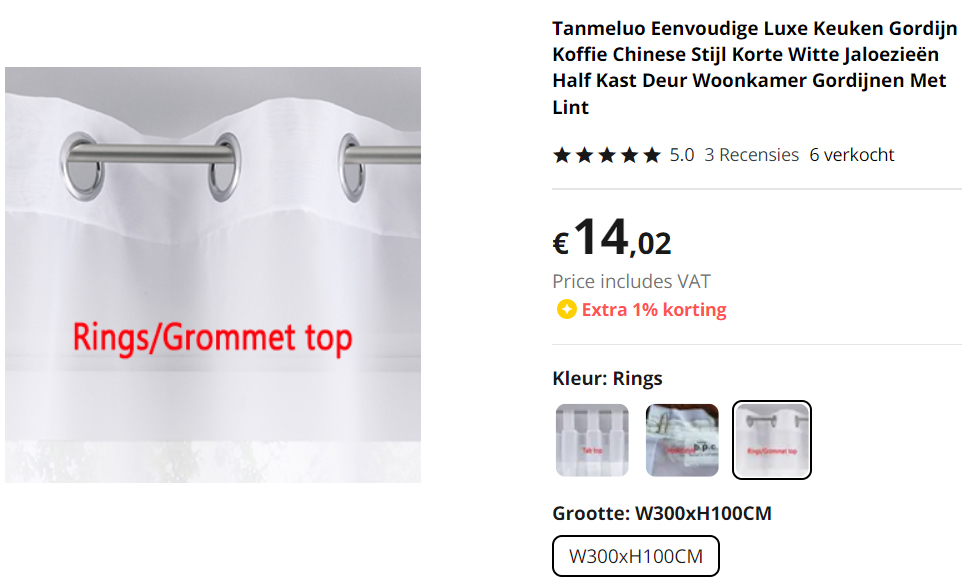 Tanmeluo Eenvoudige Luxe Keuken Gordijn
Koffie Chinese Stijl Korte Witte Jaloezieën
Half Kast Deur Woonkamer Gordijnen Met
Lint
5.0 3 Recensies 6 verkocht
€14,02
Price includes VAT
Extra 1% korting
Rings/Grommet top
Kleur: Rings
Tab top
p.p.c.
Rings/Grommet top
Grootte: W300xH100CM
W300xH100CM